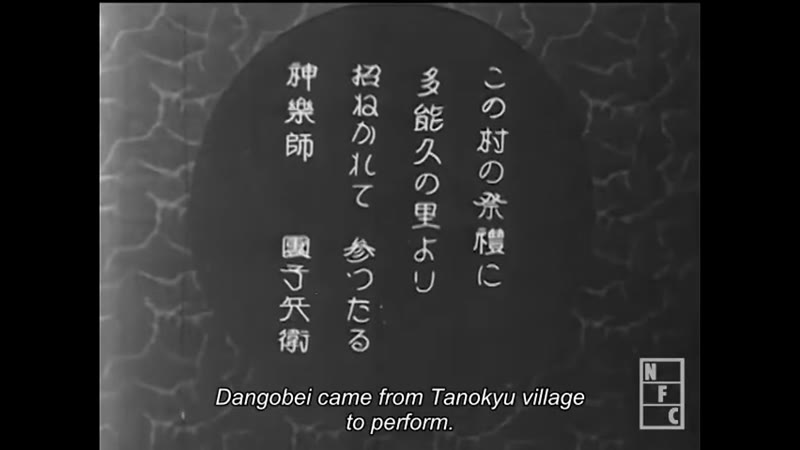 この村の祭禮に
多能久の里より
招ねかれて 参つたる
神樂師 團子兵衛
Dangobei came from Tanokyu village
to perform.
NFC